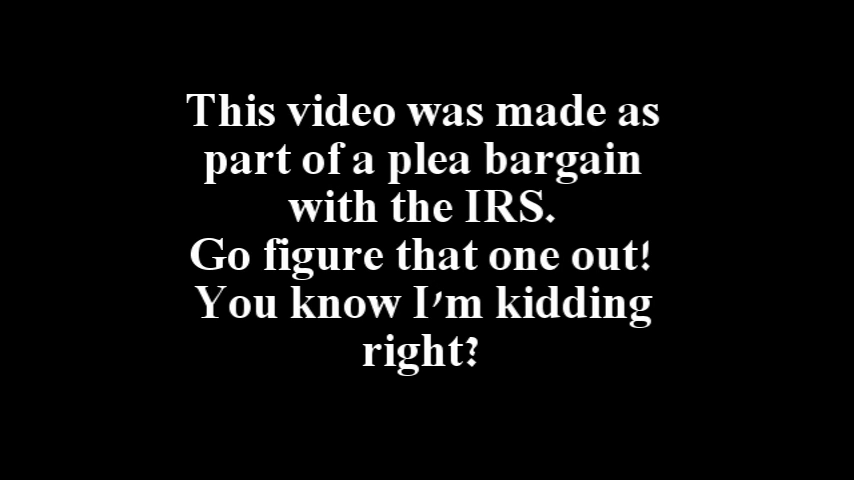 This video was made as
part of a plea bargain
with the IRS.
Go figure that one out!
You know I'm kidding
right?